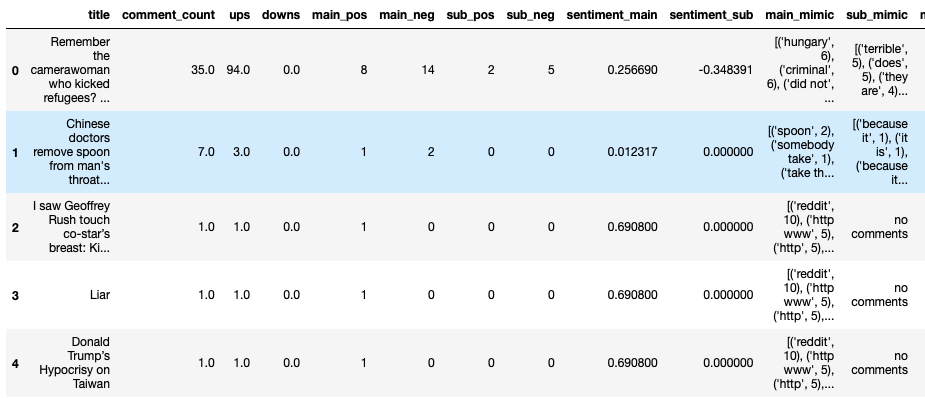 title comment_count ups downs main_pos main_neg sub_pos sub_neg sentiment_main sentiment_sub main_mimic sub_mimic
0 Remember the camerawoman who kicked refugees? ... 35.0 94.0 0.0 8 14 2 5 0.256690 -0.348391 [('hungary', 6), ('criminal', 6), ('did not', ... [('terrible', 5), ('does', 5), ('they are', 4)...
1 Chinese doctors remove spoon from man's throat... 7.0 3.0 0.0 1 2 0 0 0.012317 0.000000 [('spoon', 2), ('somebody take', 1), ('take th... [('because it', 1), ('it is', 1), ('because it...
2 I saw Geoffrey Rush touch co-star's breast: Ki... 1.0 1.0 0.0 1 0 0 0 0.690800 0.000000 [('reddit', 10), ('http www', 5), ('http', 5),... no comments
3 Liar 1.0 1.0 0.0 1 0 0 0 0.690800 0.000000 [('reddit', 10), ('http www', 5), ('http', 5),... no comments
4 Donald Trump's Hypocrisy on Taiwan 1.0 1.0 0.0 1 0 0 0 0.690800 0.000000 [('reddit', 10), ('http www', 5), ('http', 5),... no comments